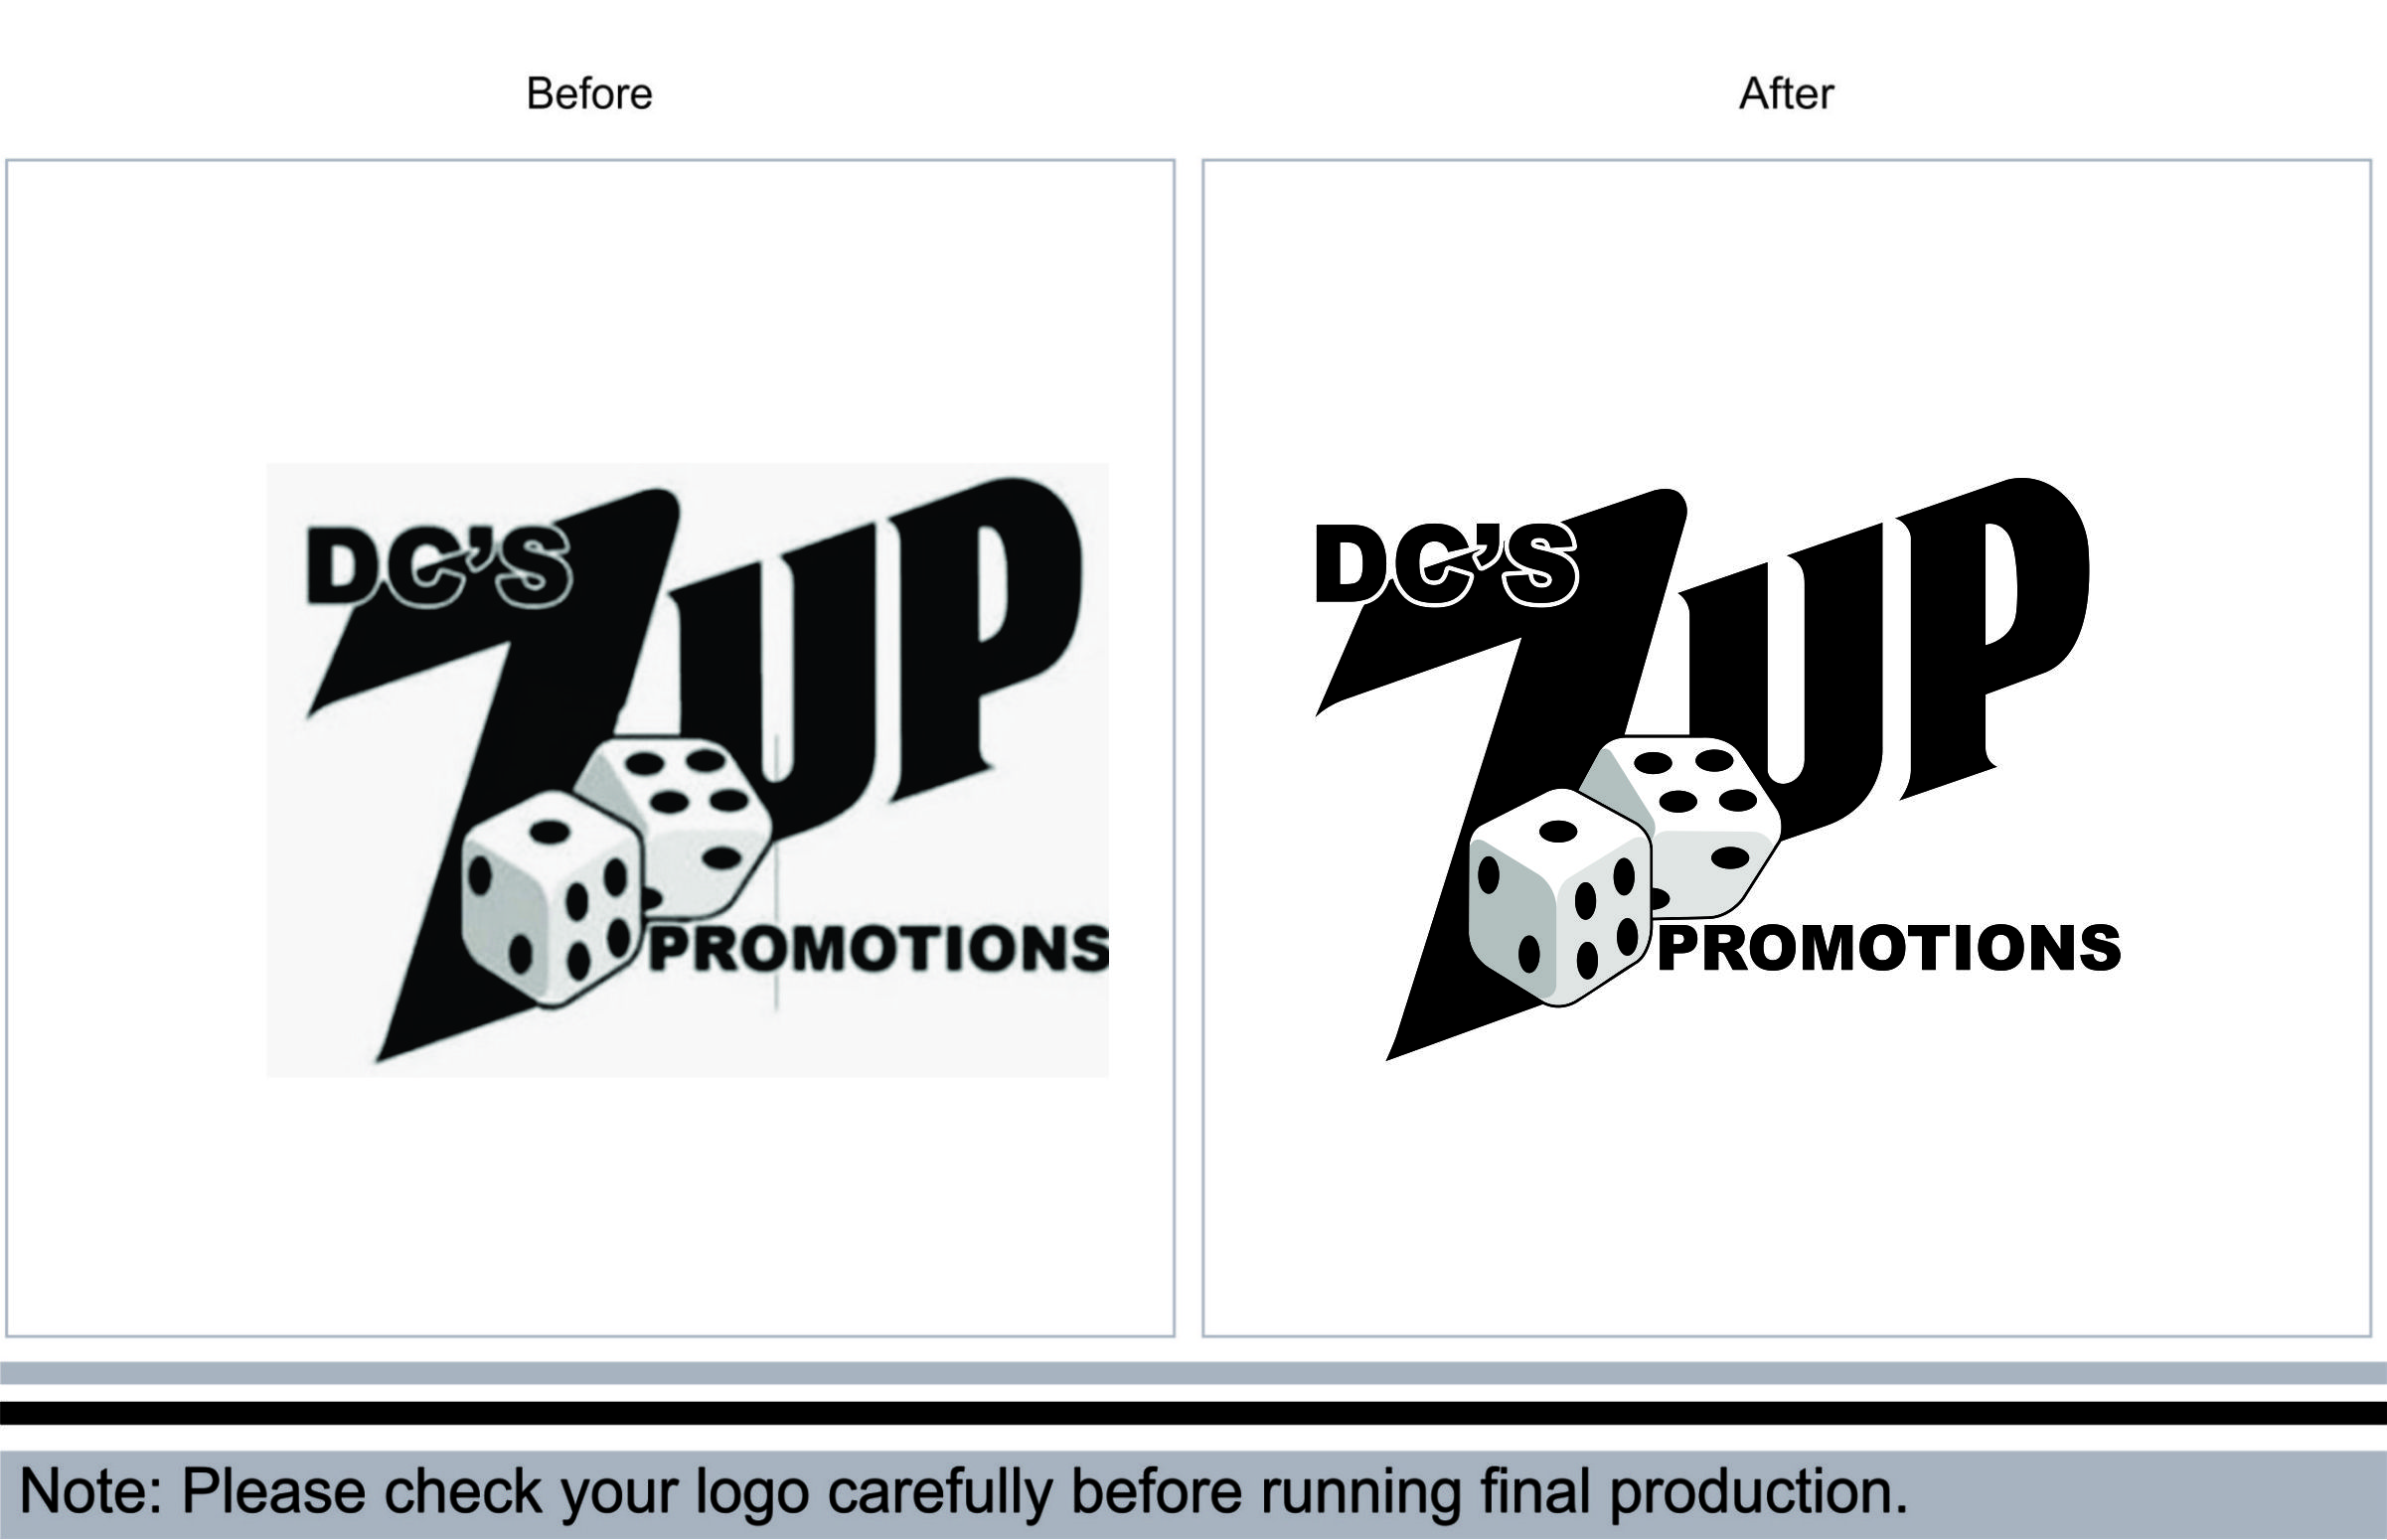 Before
After
DC'S
7UP
PROMOTIONS
DC'S
7UP
PROMOTIONS
Note: Please check your logo carefully before running final production.